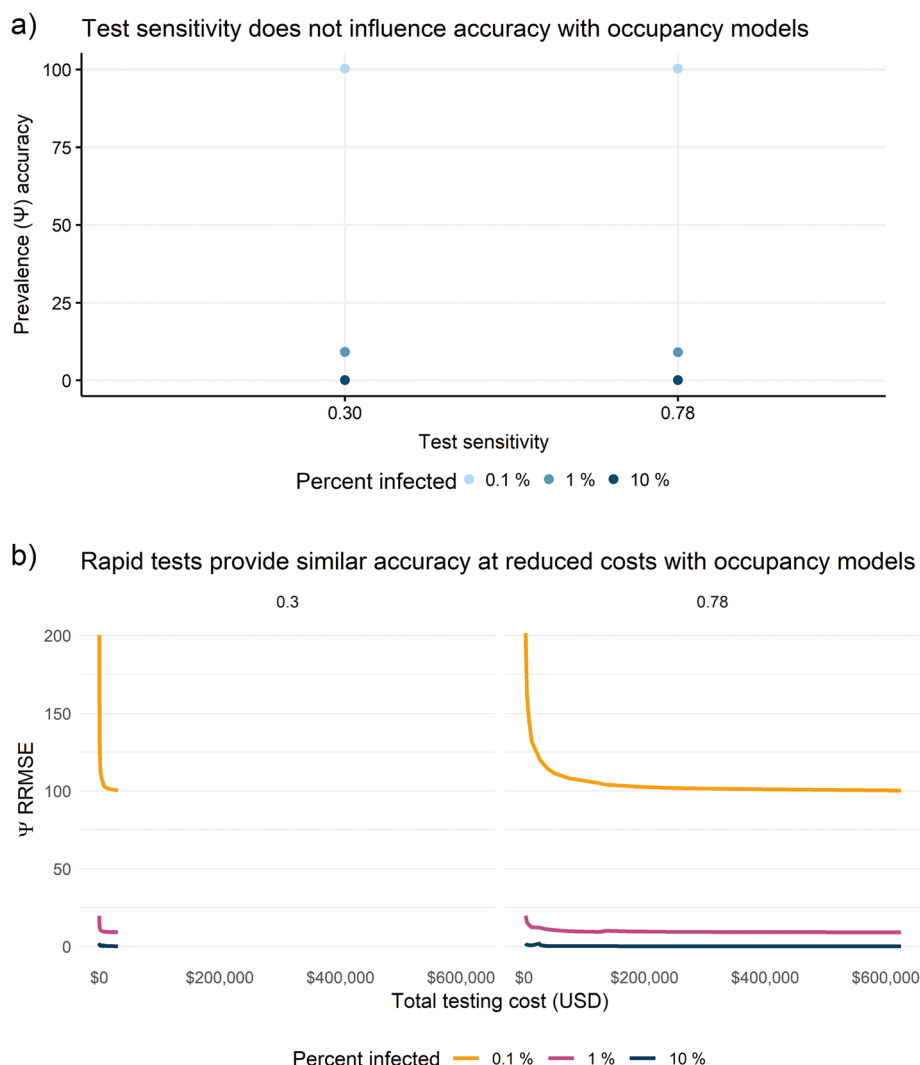 a) Test sensitivity does not influence accuracy with occupancy models
100
75
50
25
0
Prevalence (Ψ) accuracy
0.30 0.78
Test sensitivity
Percent infected 0.1 % 1 % 10 %
b) Rapid tests provide similar accuracy at reduced costs with occupancy models
0.3 0.78
200
150
100
50
0
Ψ RRMSE
$0 $200,000 $400,000 $600,000 $0 $200,000 $400,000 $600,000
Total testing cost (USD)
Percent infected 0.1 % 1 % 10 %